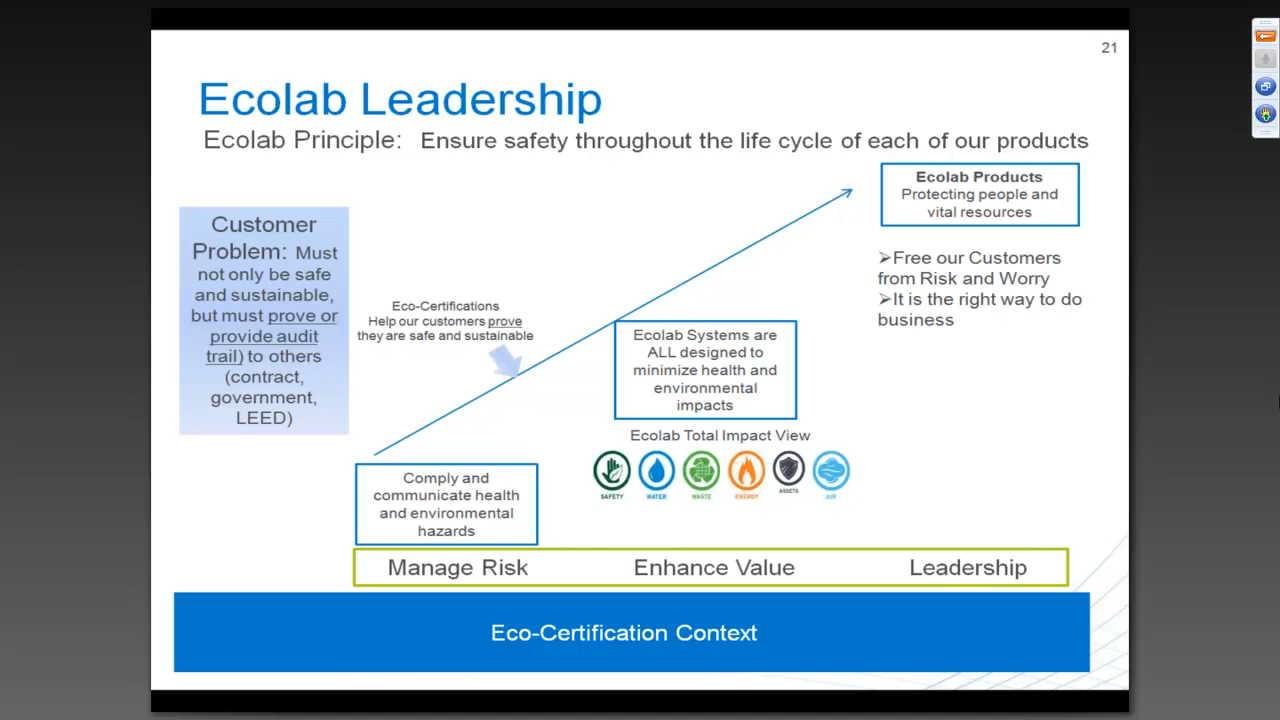 21
Ecolab Leadership
Ecolab Principle: Ensure safety throughout the life cycle of each of our products
Customer
Problem: Must
not only be safe
and sustainable,
but must prove or
provide audit
trail) to others
(contract,
government,
LEED)
Eco-Certifications
Help our customers prove
they are safe and sustainable
Ecolab Products
Protecting people and
vital resources
➢Free our Customers
from Risk and Worry
➢It is the right way to do
business
Ecolab Systems are
ALL designed to
minimize health and
environmental
impacts
Ecolab Total Impact View
SAFETY WATER WASTE ENERGY ASSETS AIR
Comply and
communicate health
and environmental
hazards
Manage Risk Enhance Value Leadership
Eco-Certification Context